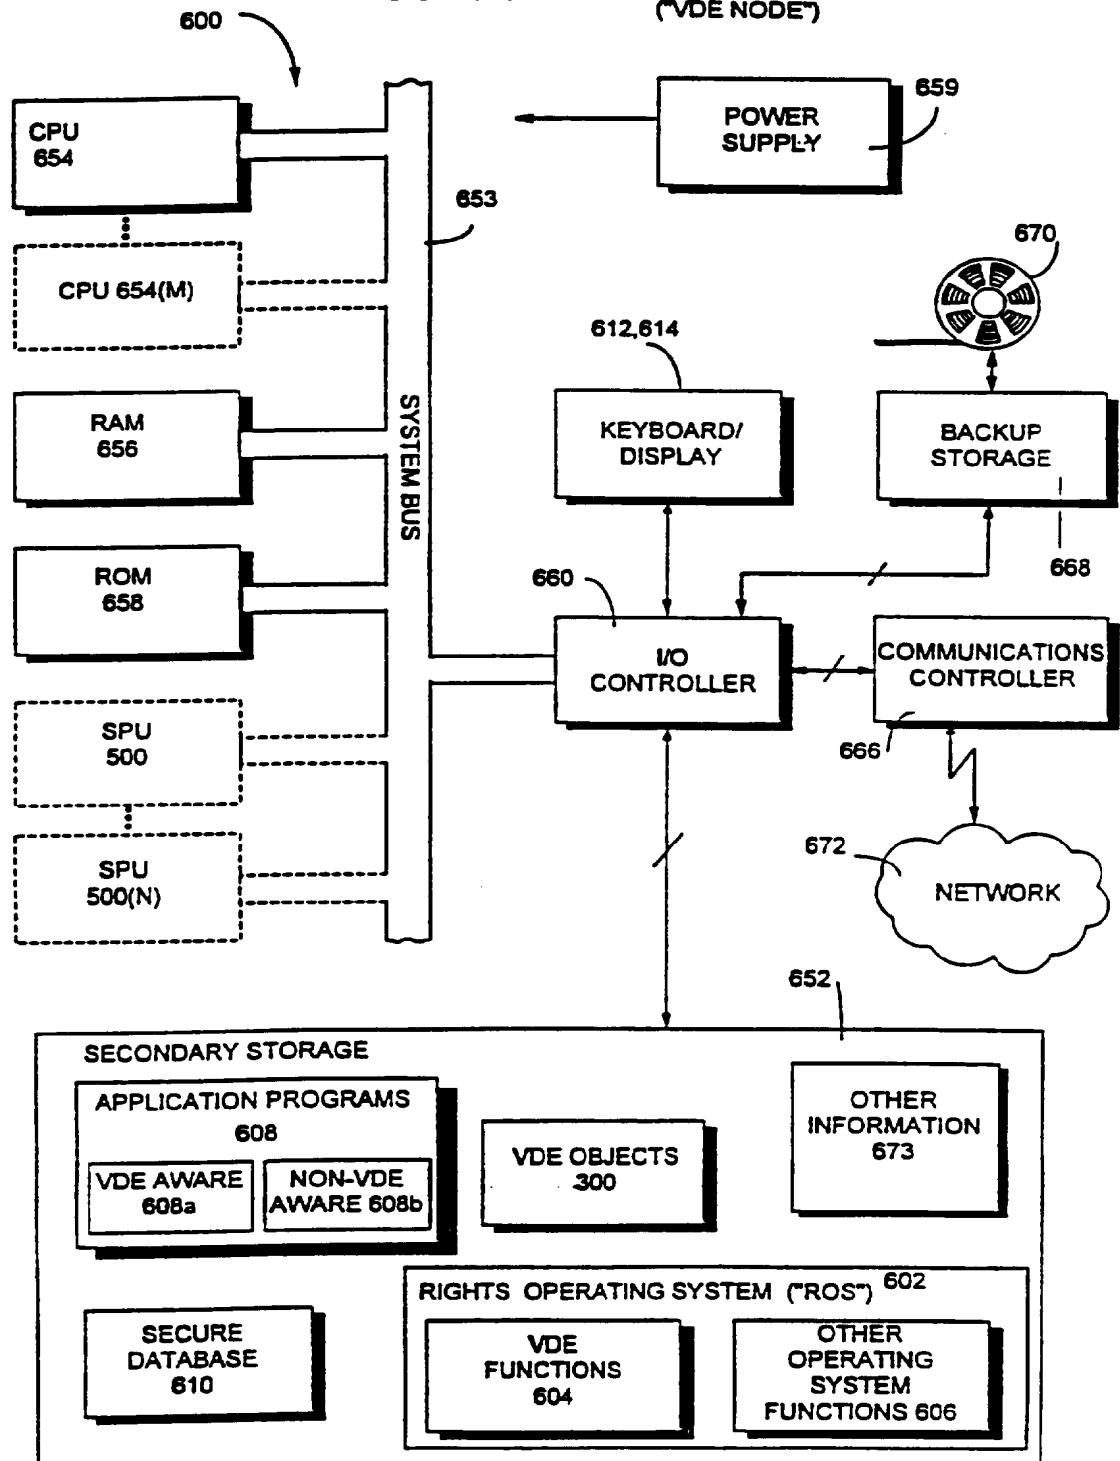 ("VDE NODE")
600
CPU
654
POWER
SUPPLY
659
653
CPU 654(M)
670
612,614
RAM
656
SYSTEM BUS
KEYBOARD/
DISPLAY
BACKUP
STORAGE
668
ROM
658
660
I/O
CONTROLLER
COMMUNICATIONS
CONTROLLER
666
SPU
500
SPU
500(N)
672
NETWORK
652
SECONDARY STORAGE
APPLICATION PROGRAMS
608
VDE AWARE
608a
NON-VDE
AWARE 608b
VDE OBJECTS
300
OTHER
INFORMATION
673
SECURE
DATABASE
610
RIGHTS OPERATING SYSTEM ("ROS") 602
VDE
FUNCTIONS
604
OTHER
OPERATING
SYSTEM
FUNCTIONS 606